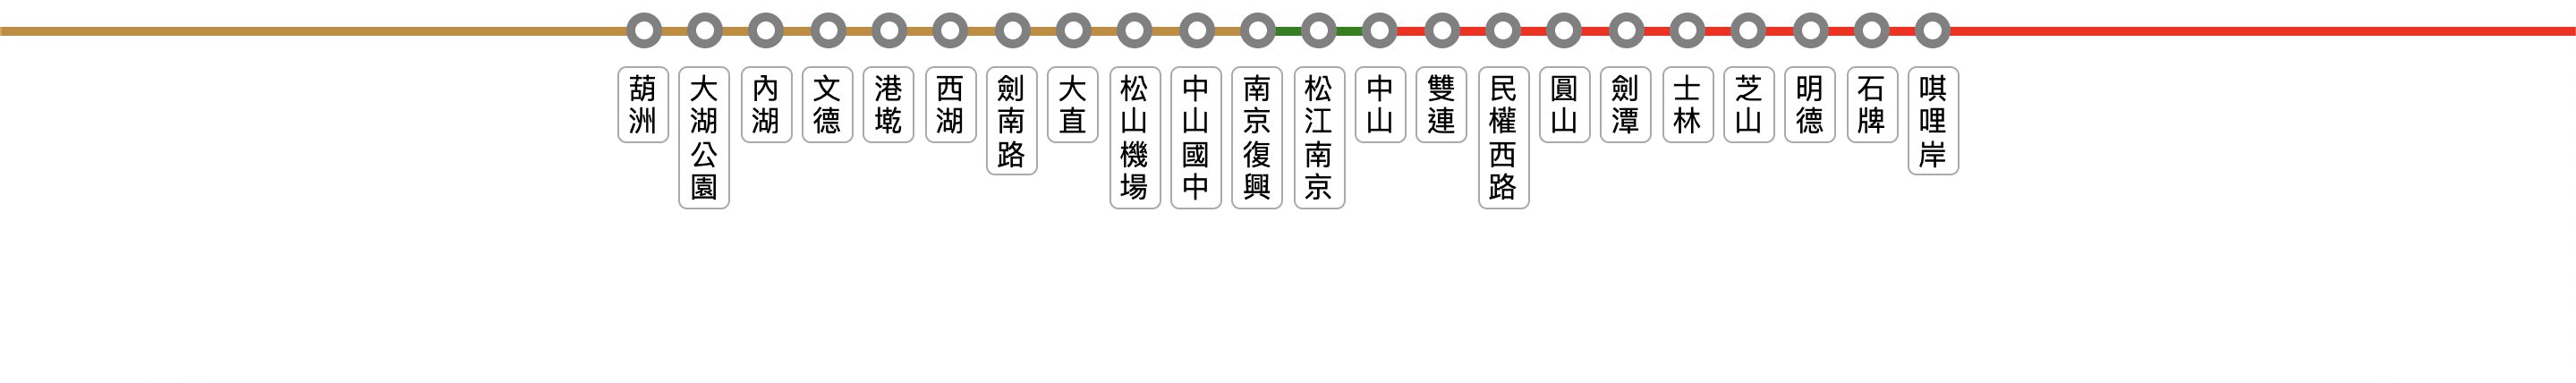 葫洲
大湖公園
內湖
文德
港墘
西湖
劍南路
大直
松山機場
中山國中
南京復興
松江南京
中山
雙連
民權西路
圓山
劍潭
士林
芝山
明德
石牌
唭哩岸